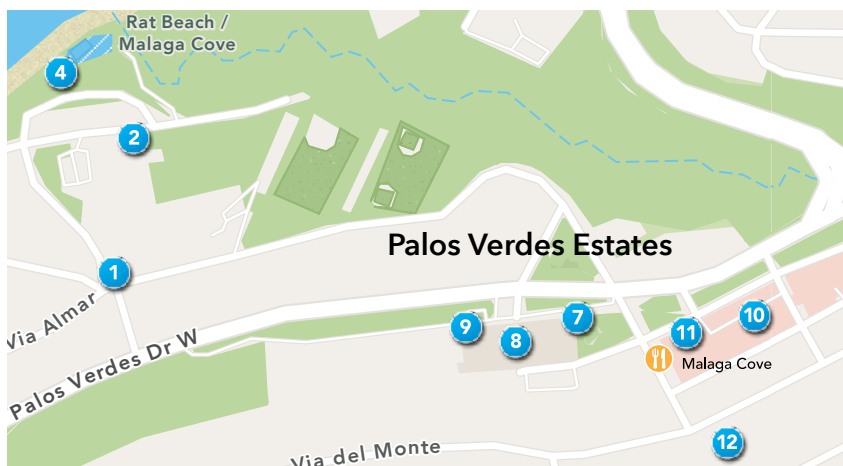 Rat Beach /
Malaga Cove
4
2
Palos Verdes Estates
1
Via Almar
7
10
9
8
11
Malaga Cove
Palos Verdes Dr W
12
Via del Monte